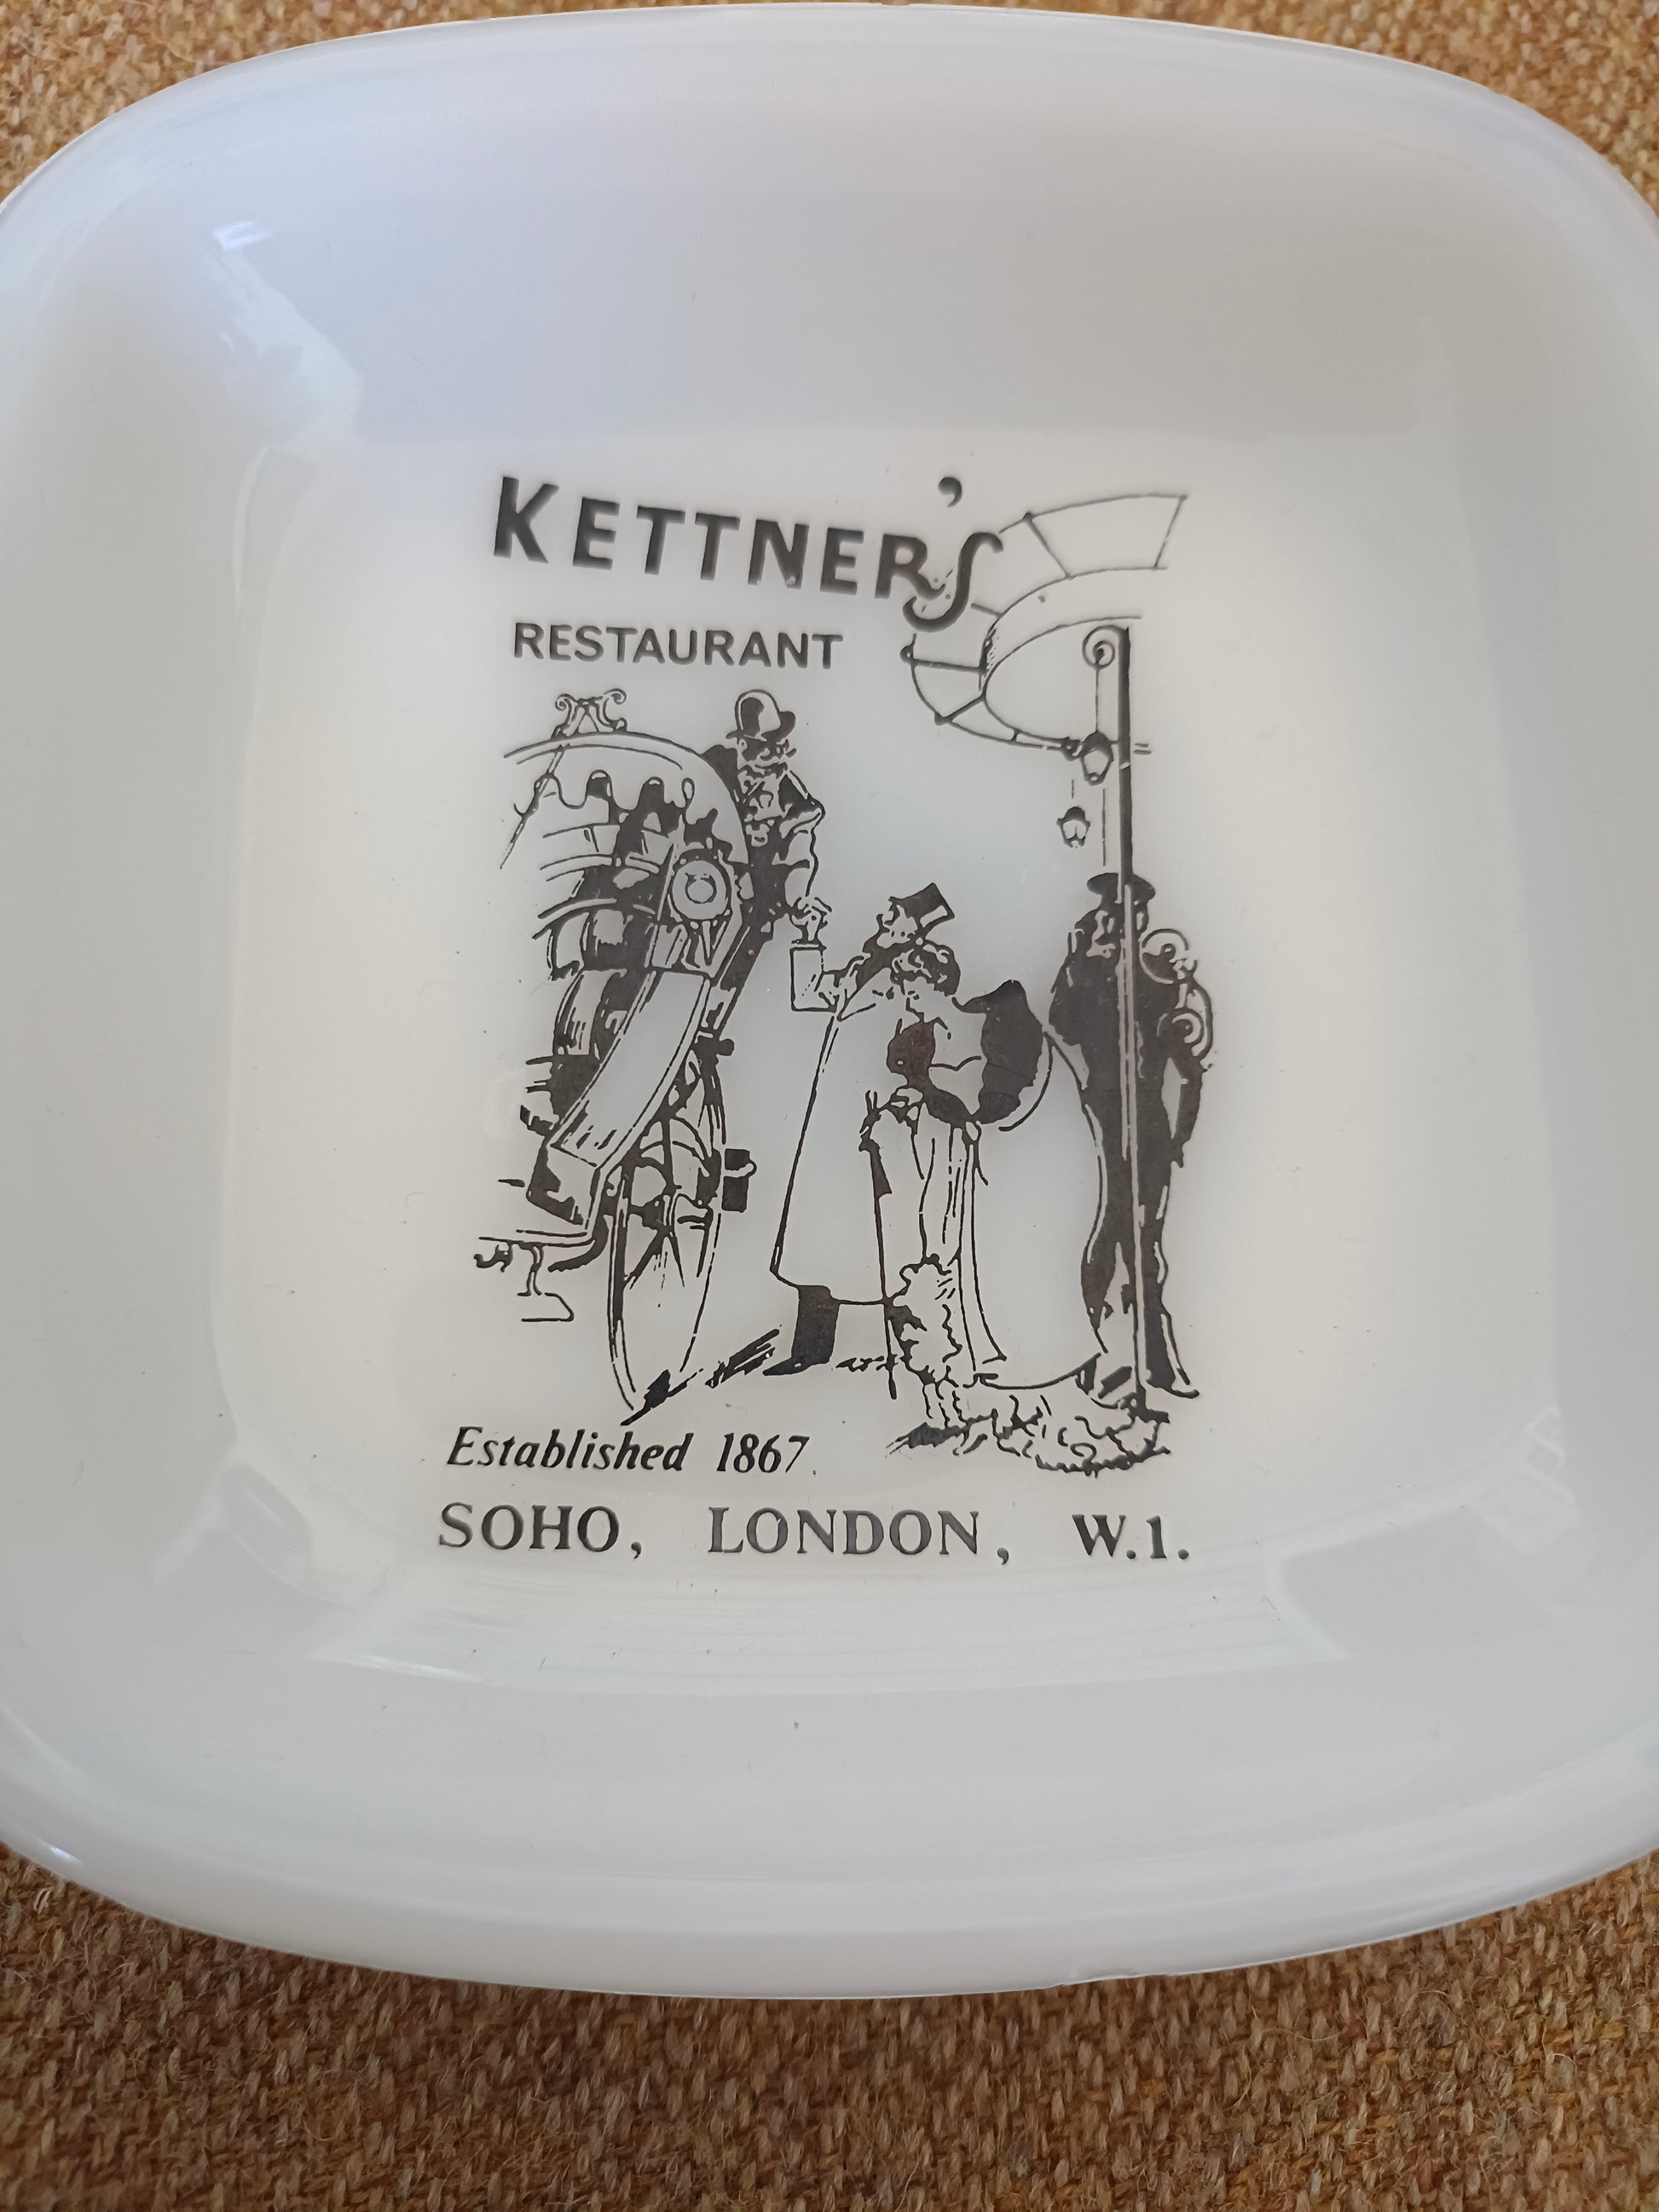 KETTNER'S
RESTAURANT
Established 1867.
SOHO, LONDON, W.1.